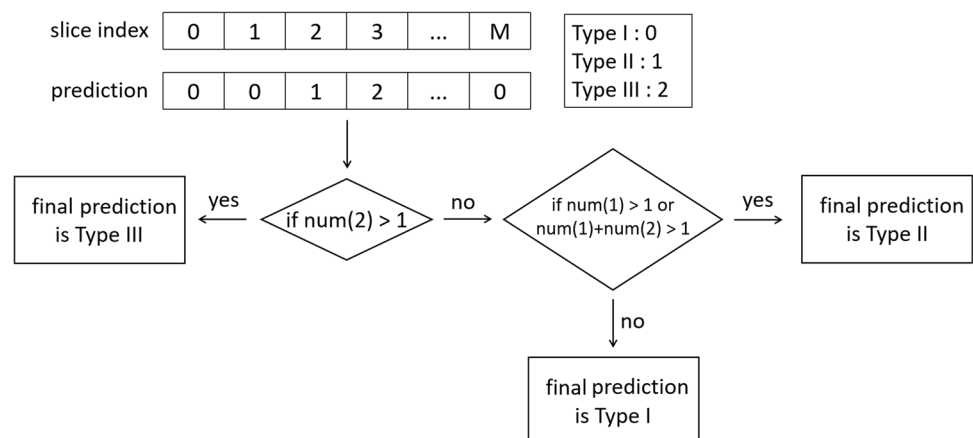 slice index 0 1 2 3 ... M
prediction 0 0 1 2 ... 0
Type I : 0
Type II : 1
Type III : 2
final prediction
is Type III
yes
if num(2) > 1
no
if num(1) > 1 or
num(1)+num(2) > 1
yes
final prediction
is Type II
no
final prediction
is Type I